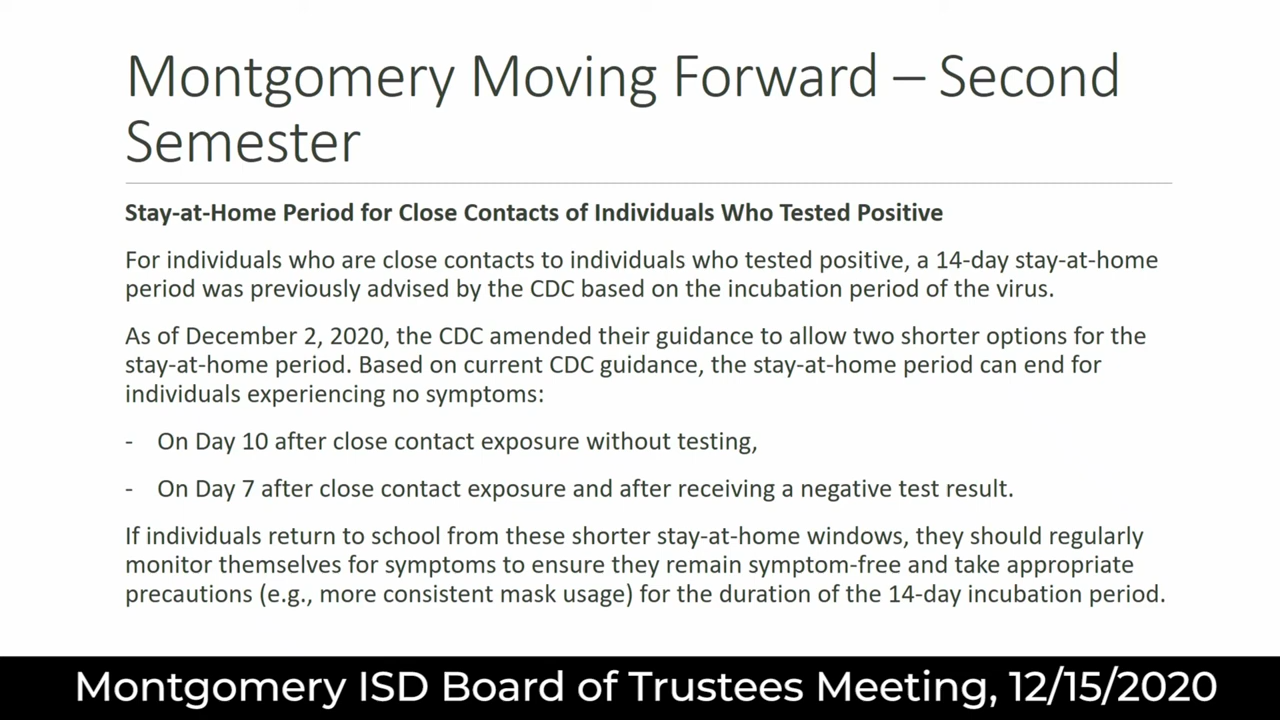 Montgomery Moving Forward – Second
Semester
Stay-at-Home Period for Close Contacts of Individuals Who Tested Positive
For individuals who are close contacts to individuals who tested positive, a 14-day stay-at-home
period was previously advised by the CDC based on the incubation period of the virus.
As of December 2, 2020, the CDC amended their guidance to allow two shorter options for the
stay-at-home period. Based on current CDC guidance, the stay-at-home period can end for
individuals experiencing no symptoms:
- On Day 10 after close contact exposure without testing,
- On Day 7 after close contact exposure and after receiving a negative test result.
If individuals return to school from these shorter stay-at-home windows, they should regularly
monitor themselves for symptoms to ensure they remain symptom-free and take appropriate
precautions (e.g., more consistent mask usage) for the duration of the 14-day incubation period.
Montgomery ISD Board of Trustees Meeting, 12/15/2020